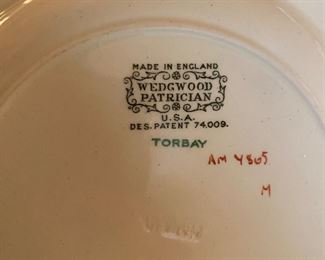 MADE IN ENGLAND
WEDGWOOD
PATRICIAN
U.S.A.
DES. PATENT 74,009.
TORBAY
AM 4865
M